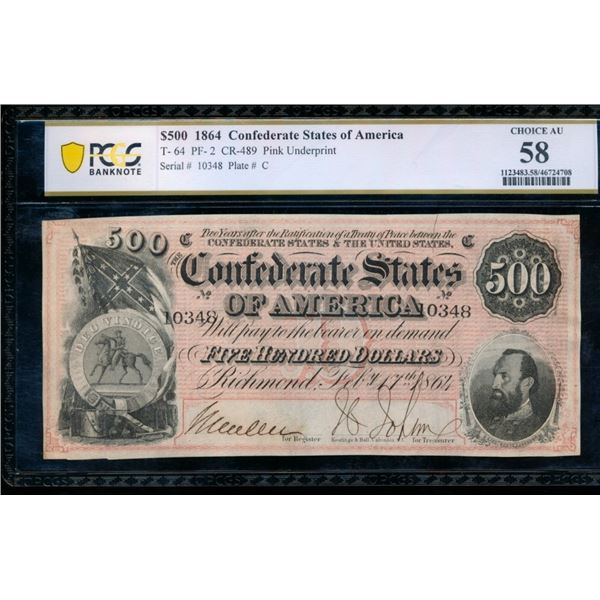 PCGS
BANKNOTE
$500 1864 Confederate States of America
T- 64 PF- 2 CR-489 Pink Underprint
Serial # 10348 Plate # C
CHOICE AU
58
1123483.58/46724708
500 C
Two Years after the Ratification of a Treaty of Peace between the
CONFEDERATE STATES & THE UNITED STATES.
C
THE
Confederate States
500
No 10348
OF AMERICA
No 10348
Will pay to the bearer on demand
FIVE HUNDRED DOLLARS
Richmond, Feby 17th 1864
DEO VINDICE
for Register
Keatinge & Ball, Columbia, S.C.
for Treasurer